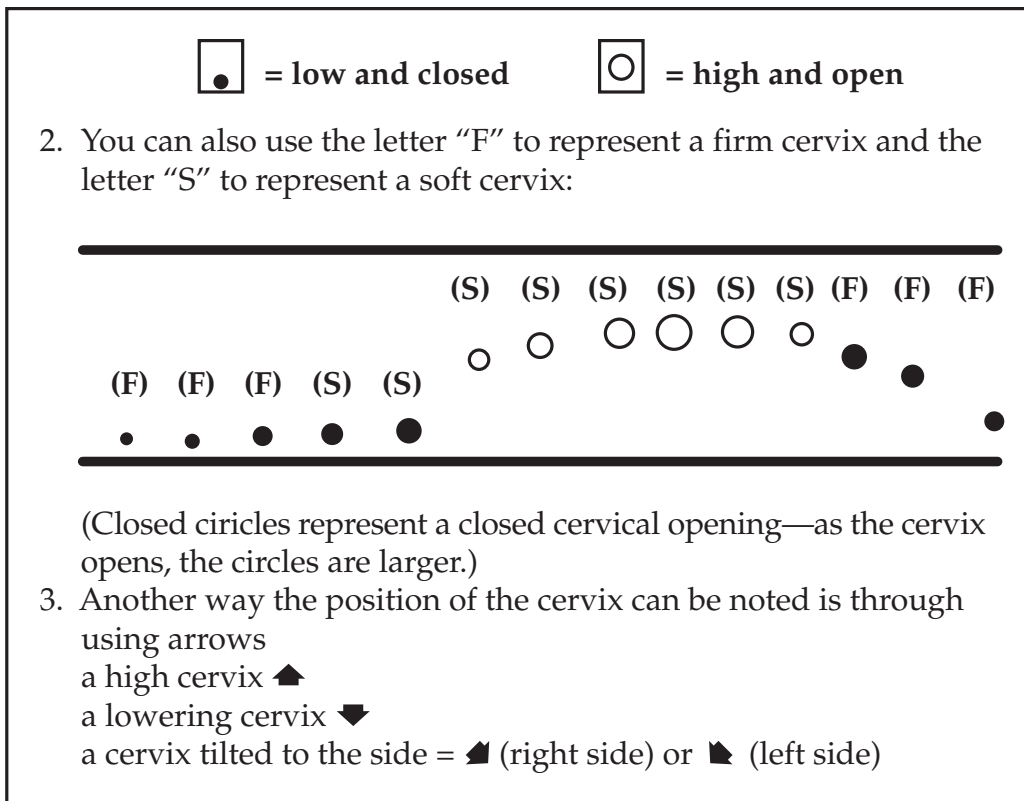 = low and closed = high and open
2. You can also use the letter “F” to represent a firm cervix and the
letter “S” to represent a soft cervix:
(S) (S) (S) (S) (S) (S) (F) (F) (F)
(F) (F) (F) (S) (S)
(Closed ciricles represent a closed cervical opening—as the cervix
opens, the circles are larger.)
3. Another way the position of the cervix can be noted is through
using arrows
a high cervix 
a lowering cervix 
a cervix tilted to the side = (right side) or (left side)